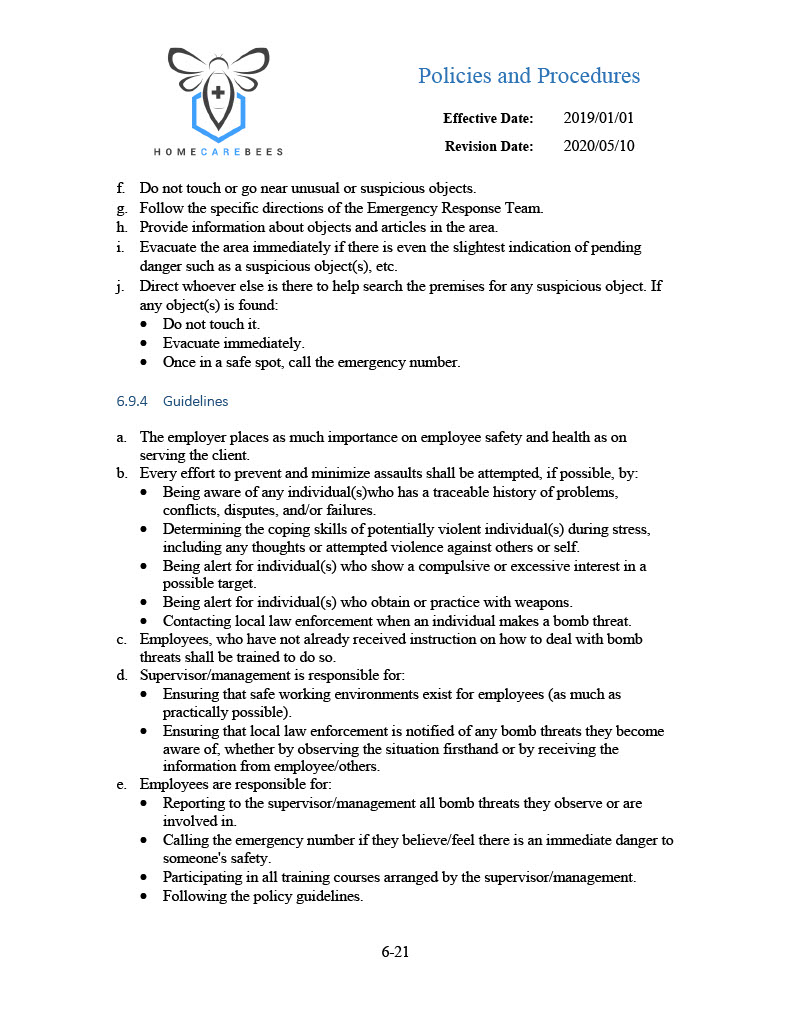 Policies and Procedures
Effective Date: 2019/01/01
Revision Date: 2020/05/10
HOMECAREBEES
f. Do not touch or go near unusual or suspicious objects.
g. Follow the specific directions of the Emergency Response Team.
h. Provide information about objects and articles in the area.
i. Evacuate the area immediately if there is even the slightest indication of pending
danger such as a suspicious object(s), etc.
j. Direct whoever else is there to help search the premises for any suspicious object. If
any object(s) is found:
• Do not touch it.
• Evacuate immediately.
• Once in a safe spot, call the emergency number.
6.9.4 Guidelines
a. The employer places as much importance on employee safety and health as on
serving the client.
b. Every effort to prevent and minimize assaults shall be attempted, if possible, by:
• Being aware of any individual(s)who has a traceable history of problems,
conflicts, disputes, and/or failures.
• Determining the coping skills of potentially violent individual(s) during stress,
including any thoughts or attempted violence against others or self.
• Being alert for individual(s) who show a compulsive or excessive interest in a
possible target.
• Being alert for individual(s) who obtain or practice with weapons.
• Contacting local law enforcement when an individual makes a bomb threat.
c. Employees, who have not already received instruction on how to deal with bomb
threats shall be trained to do so.
d. Supervisor/management is responsible for:
• Ensuring that safe working environments exist for employees (as much as
practically possible).
• Ensuring that local law enforcement is notified of any bomb threats they become
aware of, whether by observing the situation firsthand or by receiving the
information from employee/others.
e. Employees are responsible for:
• Reporting to the supervisor/management all bomb threats they observe or are
involved in.
• Calling the emergency number if they believe/feel there is an immediate danger to
someone's safety.
• Participating in all training courses arranged by the supervisor/management.
• Following the policy guidelines.
6-21